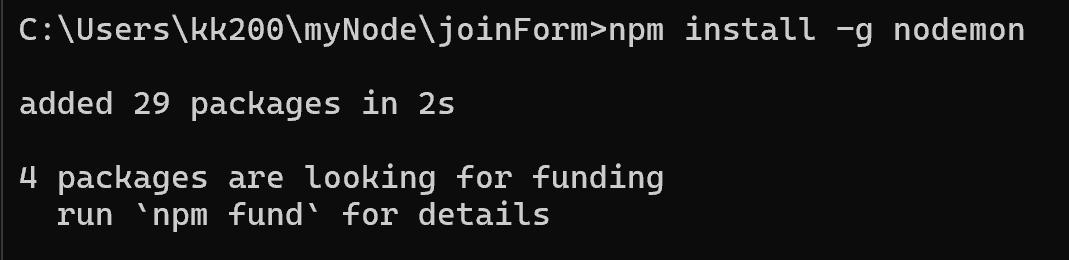 C:\Users\kk200\myNode\joinForm>npm install -g nodemon
added 29 packages in 2s
4 packages are looking for funding
  run `npm fund` for details